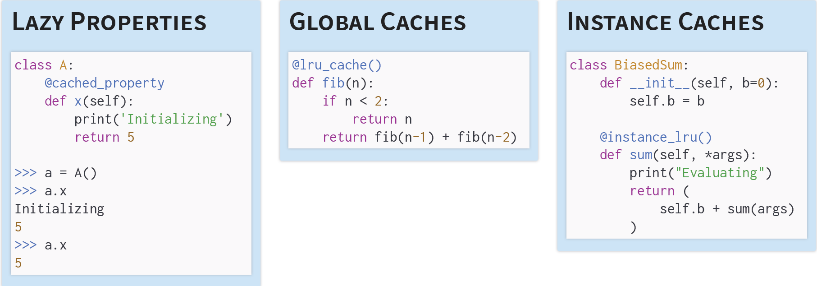 Lazy Properties
class A:
    @cached_property
    def x(self):
        print('Initializing')
        return 5
>>> a = A()
>>> a.x
Initializing
5
>>> a.x
5
Global Caches
@lru_cache()
def fib(n):
    if n < 2:
        return n
    return fib(n-1) + fib(n-2)
Instance Caches
class BiasedSum:
    def __init__(self, b=0):
        self.b = b
    @instance_lru()
    def sum(self, *args):
        print("Evaluating")
        return (
            self.b + sum(args)
        )